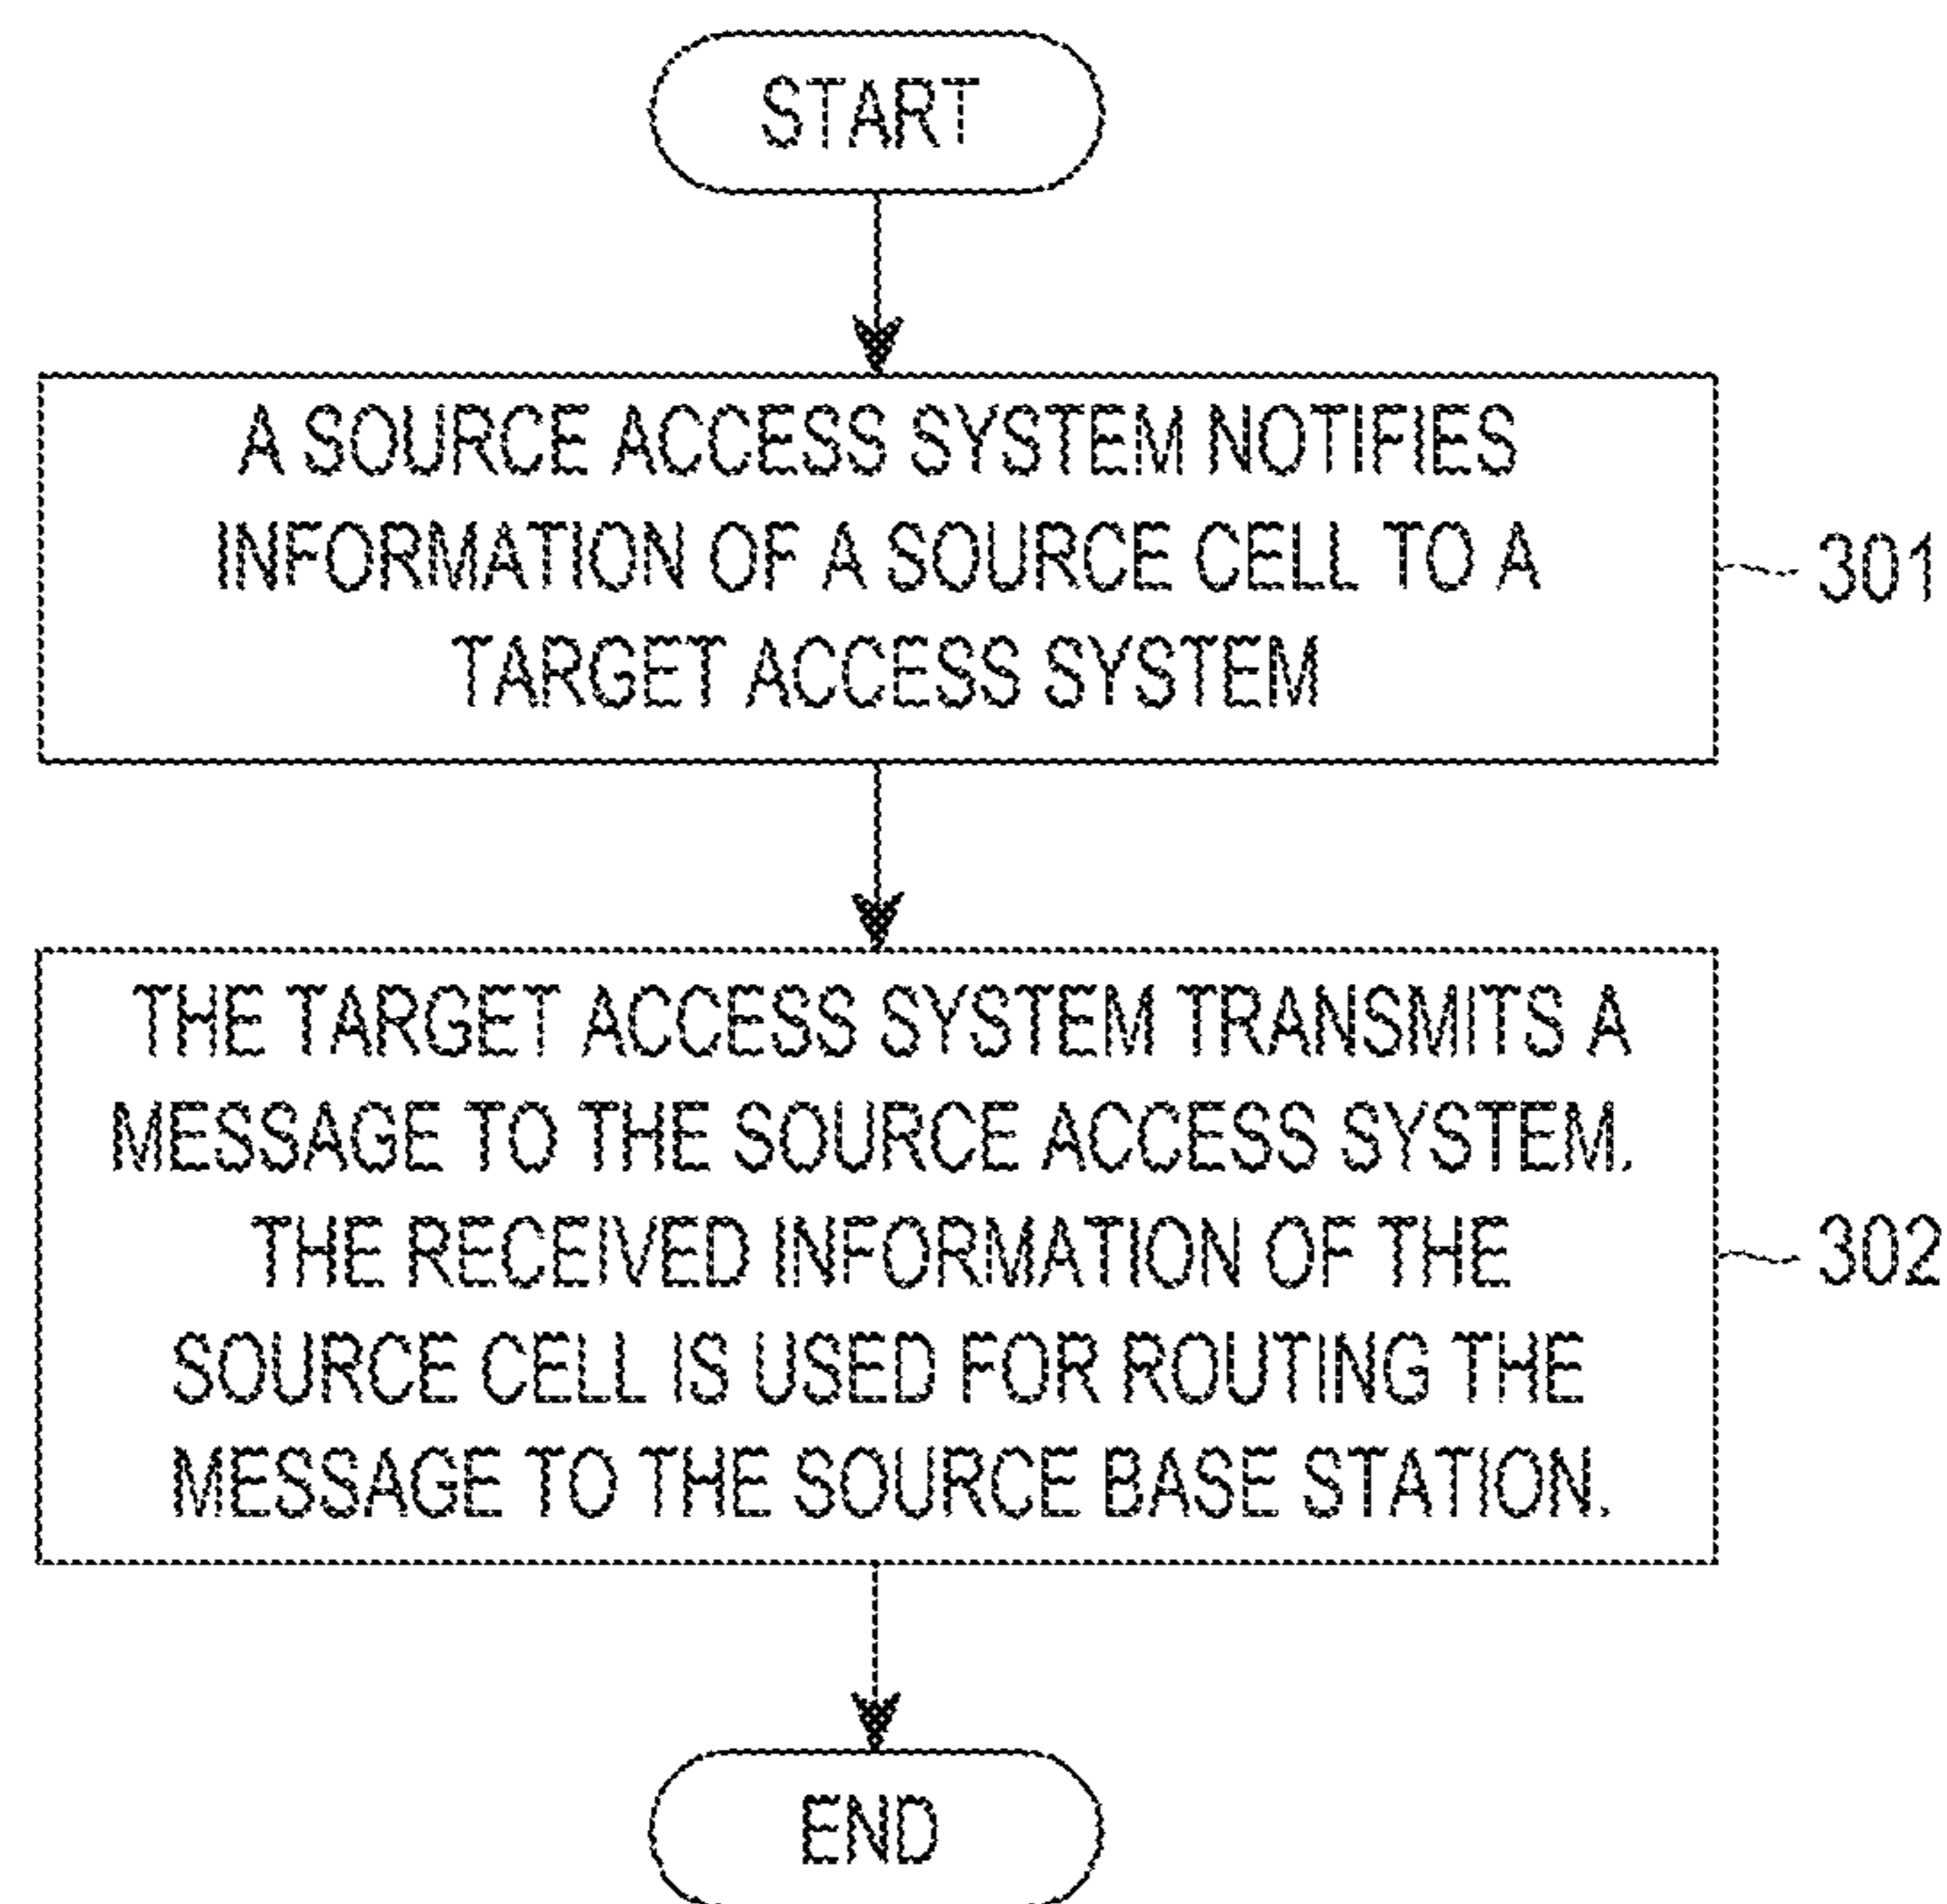 START
A SOURCE ACCESS SYSTEM NOTIFIES
INFORMATION OF A SOURCE CELL TO A
TARGET ACCESS SYSTEM
301
THE TARGET ACCESS SYSTEM TRANSMITS A
MESSAGE TO THE SOURCE ACCESS SYSTEM.
THE RECEIVED INFORMATION OF THE
SOURCE CELL IS USED FOR ROUTING THE
MESSAGE TO THE SOURCE BASE STATION.
302
END